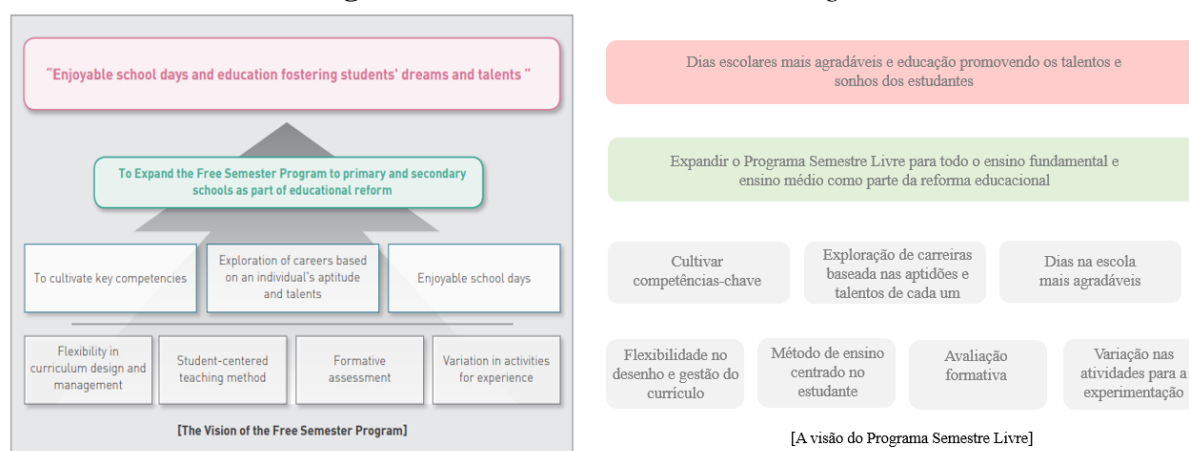 "Enjoyable school days and education fostering students' dreams and talents "
To Expand the Free Semester Program to primary and secondary
schools as part of educational reform
To cultivate key competencies
Exploration of careers based
on an individual's aptitude
and talents
Enjoyable school days
Flexibility in
curriculum design and
management
Student-centered
teaching method
Formative
assessment
Variation in activities
for experience
[The Vision of the Free Semester Program]
Dias escolares mais agradáveis e educação promovendo os talentos e
sonhos dos estudantes
Expandir o Programa Semestre Livre para todo o ensino fundamental e
ensino médio como parte da reforma educacional
Cultivar
competências-chave
Exploração de carreiras
baseada nas aptidões e
talentos de cada um
Dias na escola
mais agradáveis
Flexibilidade no
desenho e gestão do
currículo
Método de ensino
centrado no
estudante
Avaliação
formativa
Variação nas
atividades para a
experimentação
[A visão do Programa Semestre Livre]